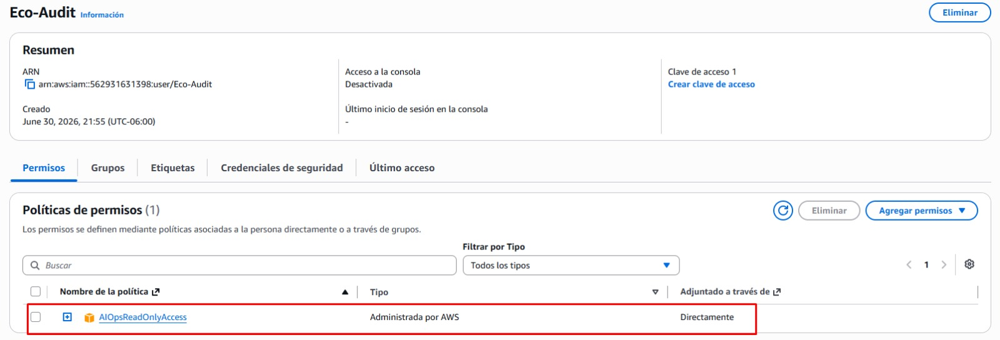 Eco-Audit Información
Eliminar
Resumen
ARN
arn:aws:iam::562931631398:user/Eco-Audit
Creado
June 30, 2026, 21:55 (UTC-06:00)
Acceso a la consola
Desactivada
Último inicio de sesión en la consola
-
Clave de acceso 1
Crear clave de acceso
Permisos
Grupos
Etiquetas
Credenciales de seguridad
Último acceso
Políticas de permisos (1)
Eliminar
Agregar permisos
Los permisos se definen mediante políticas asociadas a la persona directamente o a través de grupos.
Filtrar por Tipo
Buscar
Todos los tipos
1
Nombre de la política
Tipo
Adjuntado a través de
AIOpsReadOnlyAccess
Administrada por AWS
Directamente